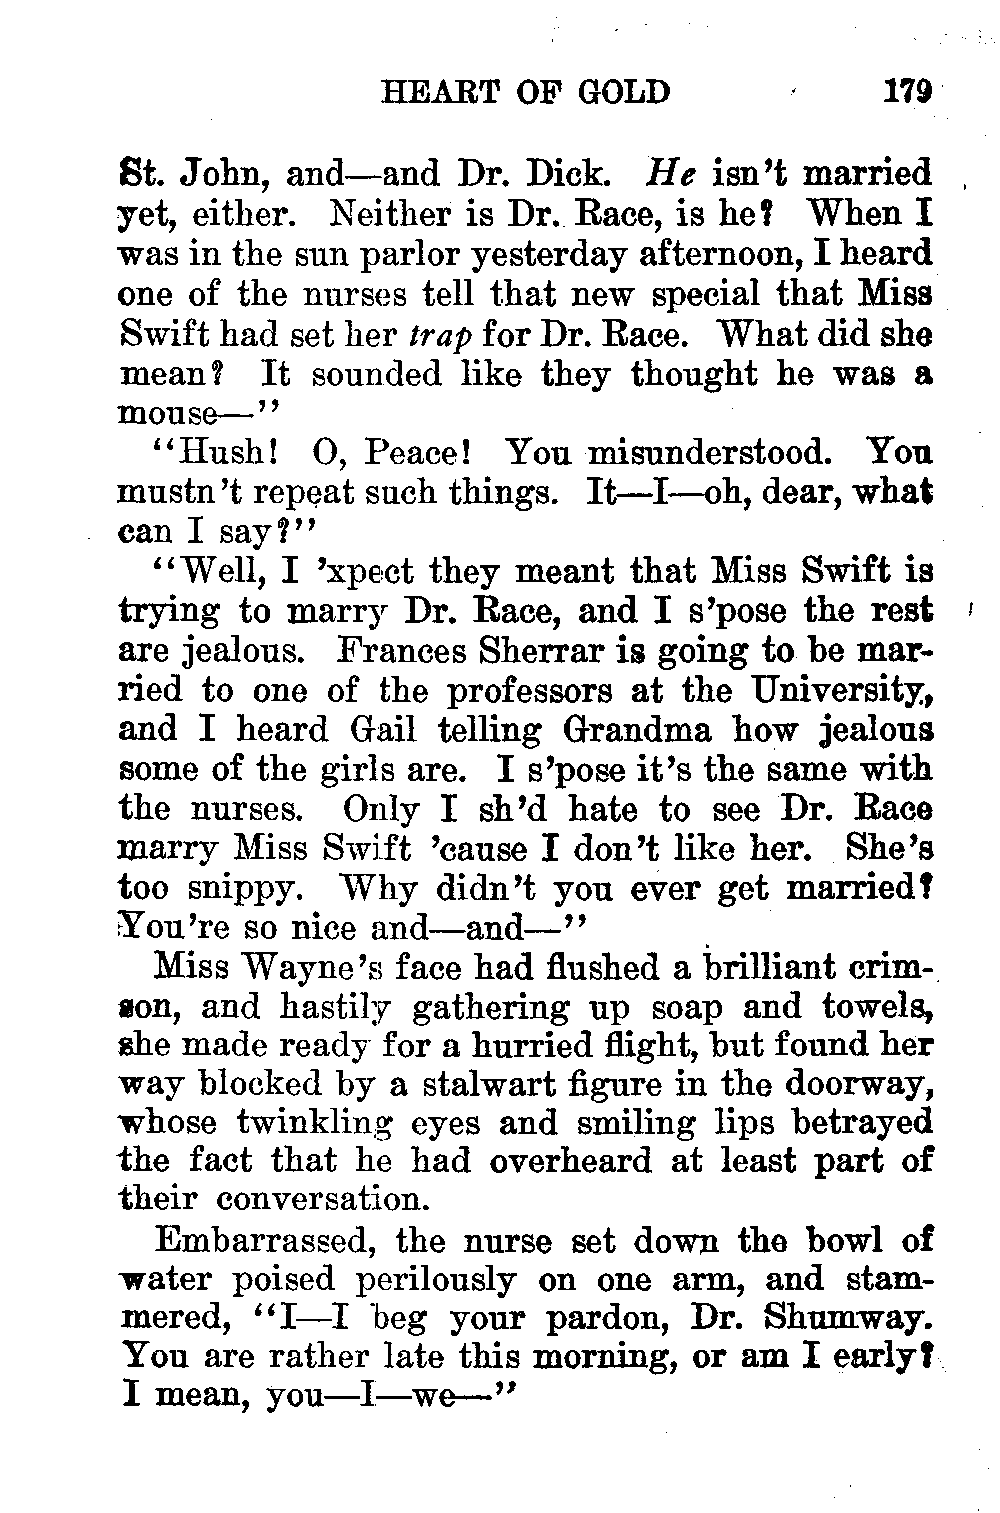 HEART OF GOLD 179
St. John, and—and Dr. Dick. He isn't married
yet, either. Neither is Dr. Race, is he? When I
was in the sun parlor yesterday afternoon, I heard
one of the nurses tell that new special that Miss
Swift had set her trap for Dr. Race. What did she
mean? It sounded like they thought he was a
mouse—"
"Hush! O, Peace! You misunderstood. You
mustn't repeat such things. It—I—oh, dear, what
can I say?"
"Well, I 'xpect they meant that Miss Swift is
trying to marry Dr. Race, and I s'pose the rest
are jealous. Frances Sherrar is going to be mar-
ried to one of the professors at the University,
and I heard Gail telling Grandma how jealous
some of the girls are. I s'pose it's the same with
the nurses. Only I sh'd hate to see Dr. Race
marry Miss Swift 'cause I don't like her. She's
too snippy. Why didn't you ever get married?
You're so nice and—and—"
Miss Wayne's face had flushed a brilliant crim-
son, and hastily gathering up soap and towels,
she made ready for a hurried flight, but found her
way blocked by a stalwart figure in the doorway,
whose twinkling eyes and smiling lips betrayed
the fact that he had overheard at least part of
their conversation.
Embarrassed, the nurse set down the bowl of
water poised perilously on one arm, and stam-
mered, "I—I beg your pardon, Dr. Shumway.
You are rather late this morning, or am I early?
I mean, you—I—we—"